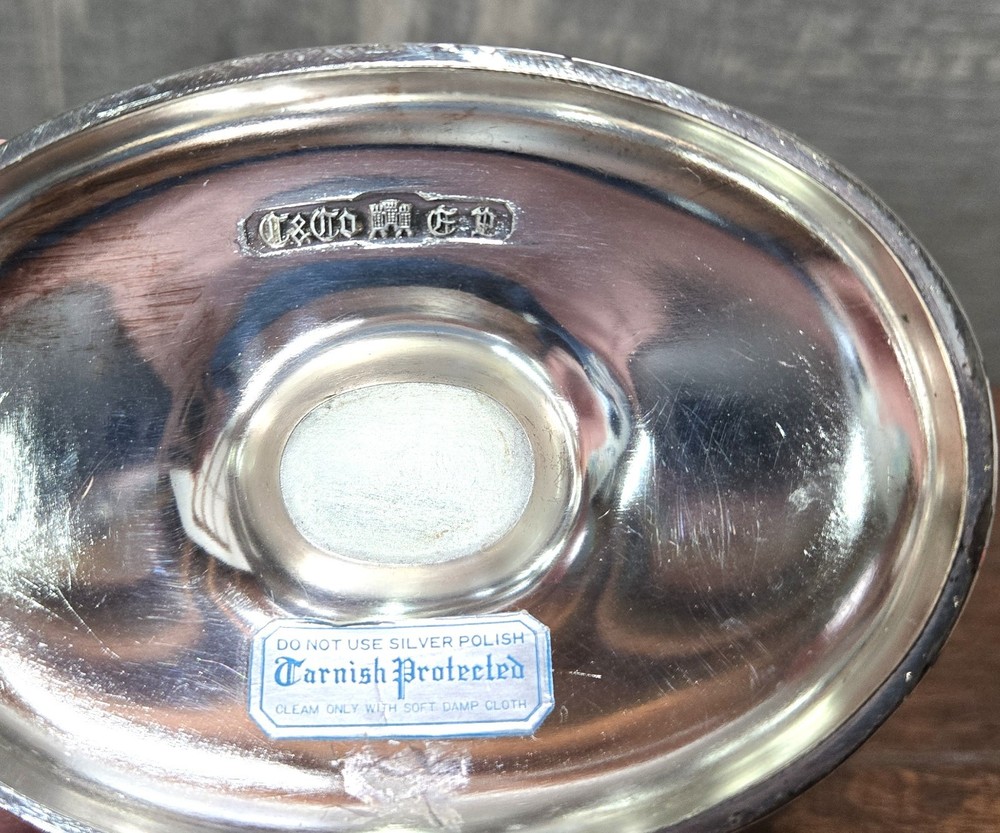 C&Co E·P
DO NOT USE SILVER POLISH
Tarnish Protected
CLEAM ONLY WITH SOFT DAMP CLOTH